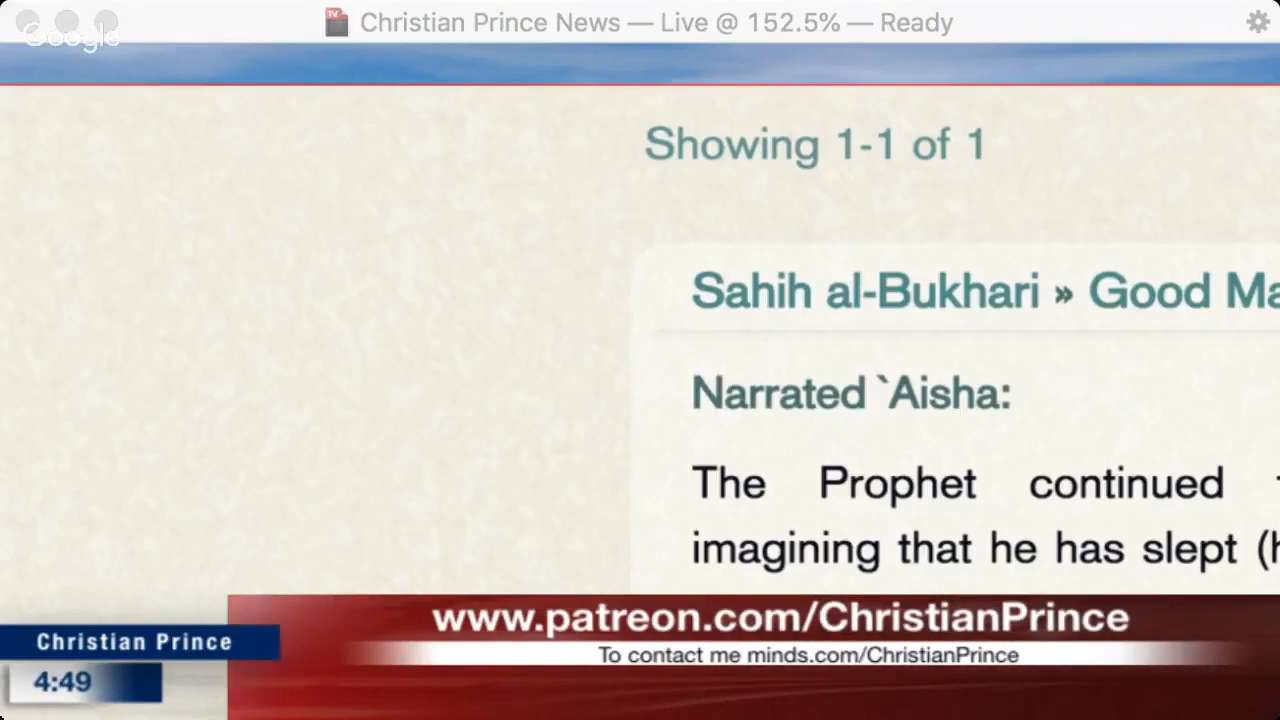 Christian Prince News — Live @ 152.5% — Ready
Google
Showing 1-1 of 1
Sahih al-Bukhari » Good Ma
Narrated `Aisha:
The Prophet continued
imagining that he has slept (h
www.patreon.com/ChristianPrince
To contact me minds.com/ChristianPrince
Christian Prince
4:49